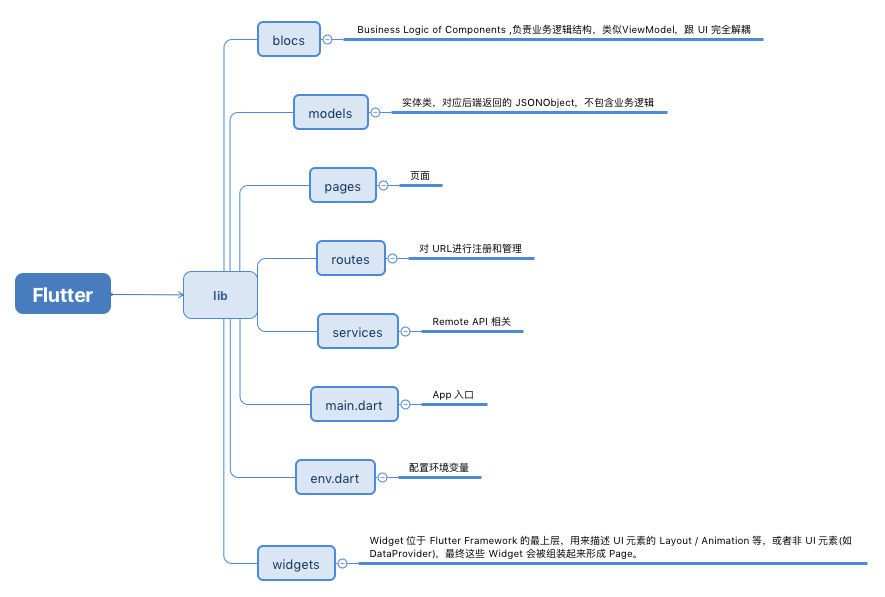 blocs
Business Logic of Components ,负责业务逻辑结构，类似ViewModel，跟 UI 完全解耦
models
实体类，对应后端返回的 JSONObject，不包含业务逻辑
pages
页面
routes
对 URL进行注册和管理
Flutter
lib
services
Remote API 相关
main.dart
App 入口
env.dart
配置环境变量
widgets
Widget 位于 Flutter Framework 的最上层，用来描述 UI 元素的 Layout / Animation 等，或者非 UI 元素(如
DataProvider)，最终这些 Widget 会被组装起来形成 Page。